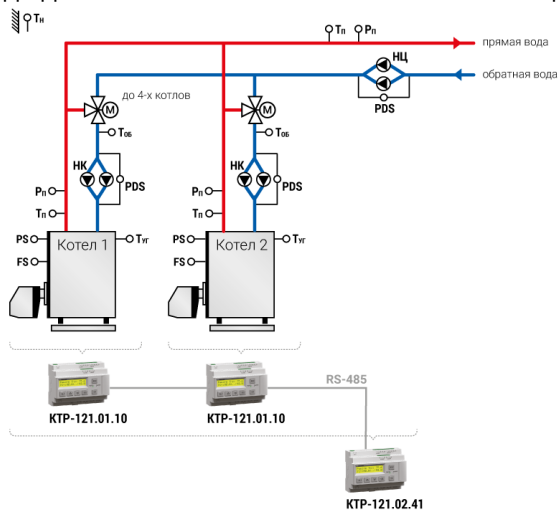 Tн
Tп Pп
прямая вода
НЦ
обратная вода
до 4-х котлов
M
M
PDS
Tоб
Tоб
НК
НК
Pп
PDS
Pп
PDS
Tп
Tп
PS
Котел 1
Tуг
PS
Котел 2
Tуг
FS
FS
RS-485
КТР-121.01.10
КТР-121.01.10
КТР-121.02.41